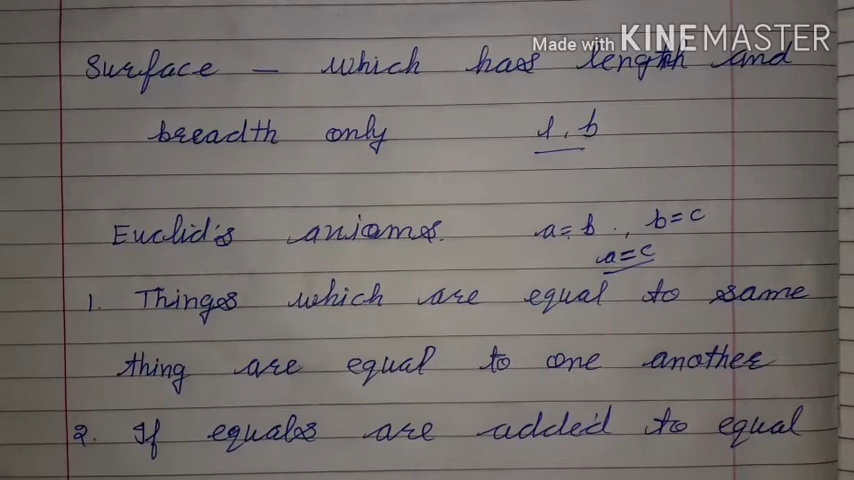 Made with KINEMASTER
Surface – which has length and
breadth only l, b
Euclid's axioms. a=b., b=c
a=c
1. Things which are equal to same
thing are equal to one another
2. If equals are added to equal